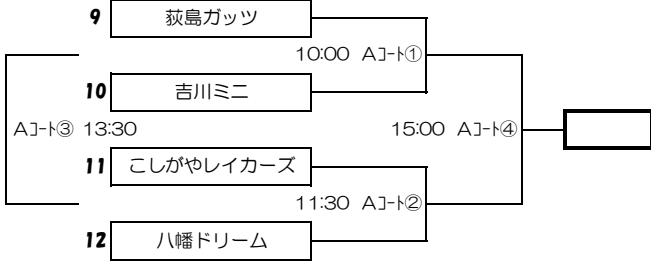 9 荻島ガッツ
10:00 Aｺｰﾄ①
10 吉川ミニ
Aｺｰﾄ③ 13:30
15:00 Aｺｰﾄ④
11 こしがやレイカーズ
11:30 Aｺｰﾄ②
12 八幡ドリーム